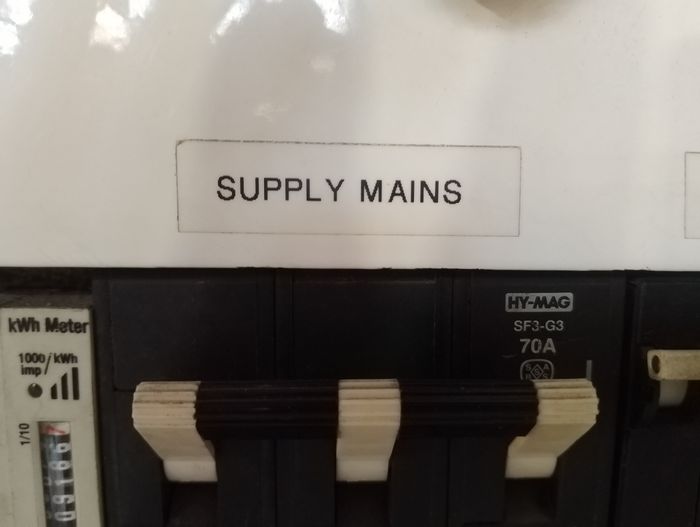 SUPPLY MAINS
HY-MAG
SF3-G3
70A
kWh Meter
1000 imp/kWh
1/10